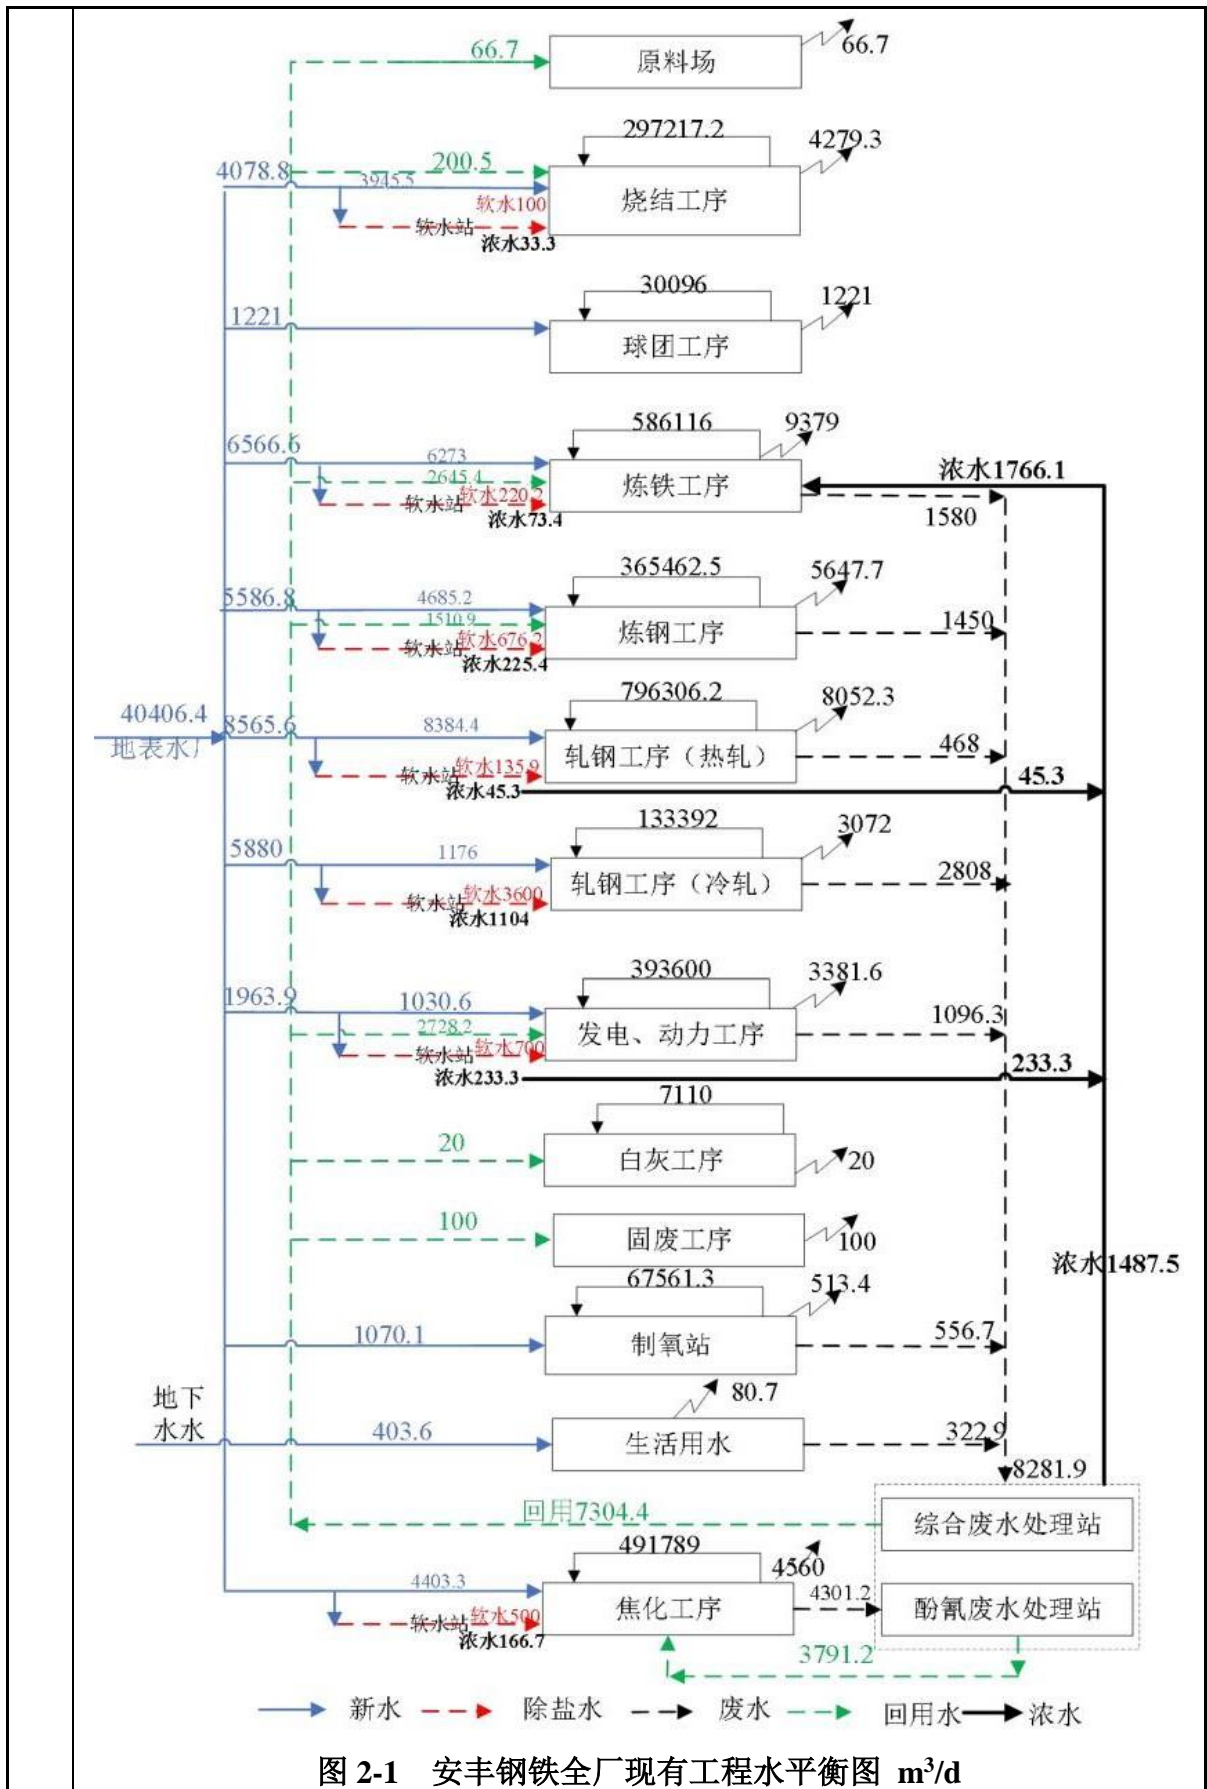 66.7
原料场
66.7
297217.2
4279.3
4078.8
200.5
3945.5
烧结工序
软水100
软水站
浓水33.3
30096
1221
1221
球团工序
586116
9379
6566.6
6273
浓水1766.1
2645.4
炼铁工序
软水220.2
软水站
浓水73.4
1580
365462.5
5647.7
5586.8
4685.2
1510.9
1450
炼钢工序
软水676.2
软水站
浓水225.4
796306.2
8052.3
40406.4
8565.6
8384.4
468
地表水厂
轧钢工序（热轧）
软水135.9
软水站
浓水45.3
45.3
133392
3072
5880
1176
2808
轧钢工序（冷轧）
软水3600
软水站
浓水1104
393600
3381.6
1963.9
1030.6
1096.3
2728.2
发电、动力工序
软水700
软水站
浓水233.3
233.3
7110
20
白灰工序
20
100
固废工序
100
浓水1487.5
67561.3
513.4
1070.1
制氧站
556.7
地下
水水
80.7
403.6
生活用水
322.9
8281.9
回用7304.4
综合废水处理站
491789
4560
4403.3
4301.2
焦化工序
酚氰废水处理站
软水500
软水站
浓水166.7
3791.2
新水 除盐水 废水 回用水 浓水
图 2-1 安丰钢铁全厂现有工程水平衡图 m³/d